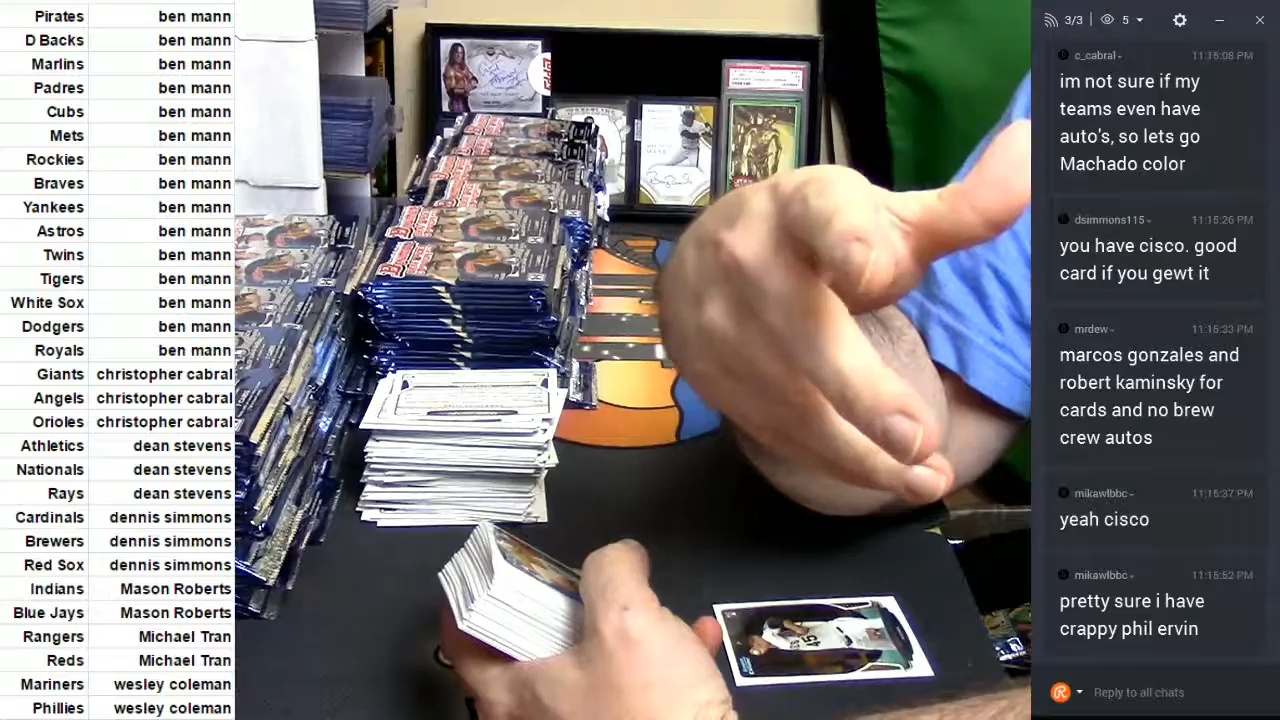 Pirates ben mann
D Backs ben mann
Marlins ben mann
Padres ben mann
Cubs ben mann
Mets ben mann
Rockies ben mann
Braves ben mann
Yankees ben mann
Astros ben mann
Twins ben mann
Tigers ben mann
White Sox ben mann
Dodgers ben mann
Royals ben mann
Giants christopher cabral
Angels christopher cabral
Orioles christopher cabral
Athletics dean stevens
Nationals dean stevens
Rays dean stevens
Cardinals dennis simmons
Brewers dennis simmons
Red Sox dennis simmons
Indians Mason Roberts
Blue Jays Mason Roberts
Rangers Michael Tran
Reds Michael Tran
Mariners wesley coleman
Phillies wesley coleman
45
3/3 5
c_cabral 11:15:08 PM
im not sure if my
teams even have
auto's, so lets go
Machado color
dsimmons115 11:15:26 PM
you have cisco. good
card if you gewt it
mrdew 11:15:33 PM
marcos gonzales and
robert kaminsky for
cards and no brew
crew autos
mikawlbbc 11:15:37 PM
yeah cisco
mikawlbbc 11:15:52 PM
pretty sure i have
crappy phil ervin
Reply to all chats